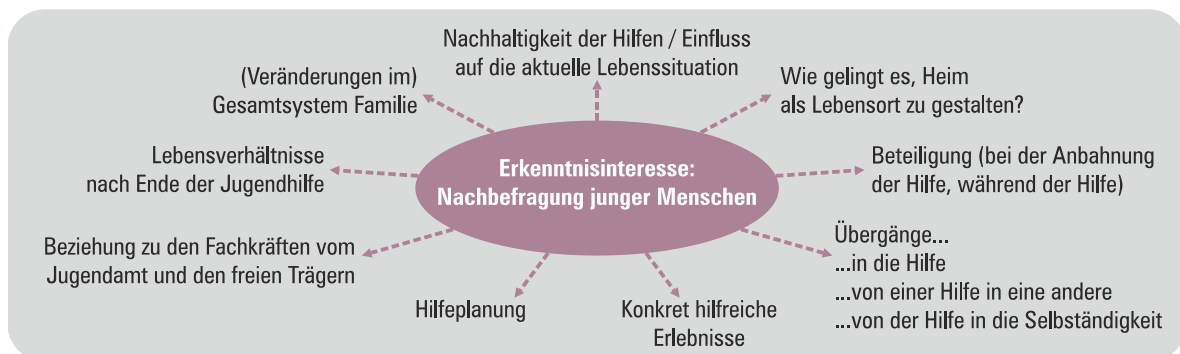 Nachhaltigkeit der Hilfen / Einfluss
auf die aktuelle Lebenssituation
(Veränderungen im)
Gesamtsystem Familie
Wie gelingt es, Heim
als Lebensort zu gestalten?
Lebensverhältnisse
nach Ende der Jugendhilfe
Erkenntnisinteresse:
Nachbefragung junger Menschen
Beteiligung (bei der Anbahnung
der Hilfe, während der Hilfe)
Beziehung zu den Fachkräften vom
Jugendamt und den freien Trägern
Übergänge...
...in die Hilfe
...von einer Hilfe in eine andere
...von der Hilfe in die Selbständigkeit
Hilfeplanung
Konkret hilfreiche
Erlebnisse